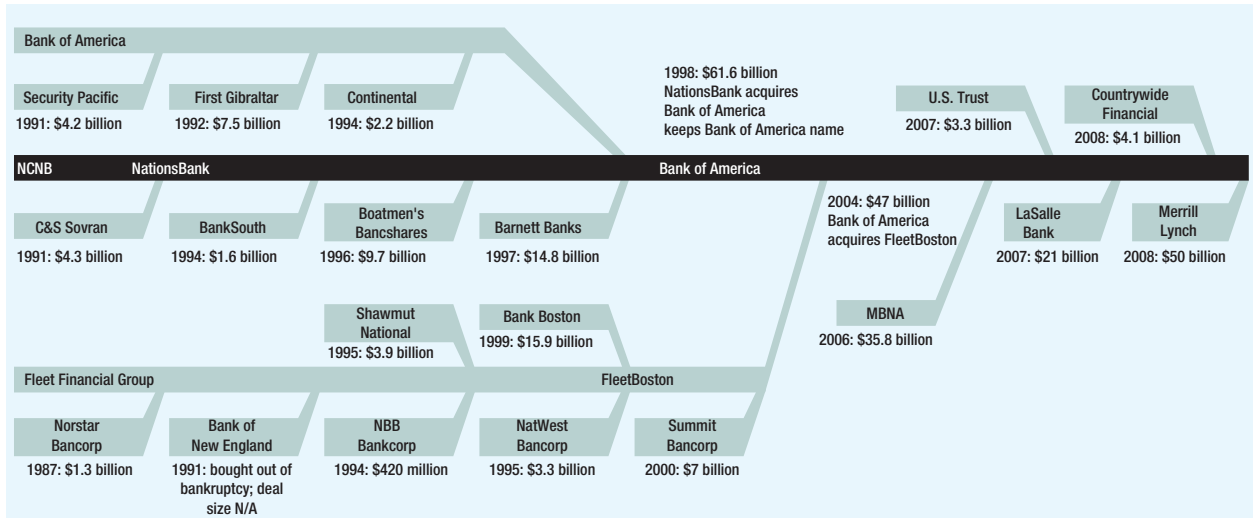 Bank of America
Security Pacific
1991: $4.2 billion
First Gibraltar
1992: $7.5 billion
Continental
1994: $2.2 billion
1998: $61.6 billion
NationsBank acquires
Bank of America
keeps Bank of America name
U.S. Trust
2007: $3.3 billion
Countrywide
Financial
2008: $4.1 billion
NCNB
NationsBank
Bank of America
C&S Sovran
1991: $4.3 billion
BankSouth
1994: $1.6 billion
Boatmen's
Bancshares
1996: $9.7 billion
Barnett Banks
1997: $14.8 billion
2004: $47 billion
Bank of America
acquires FleetBoston
LaSalle
Bank
2007: $21 billion
Merrill
Lynch
2008: $50 billion
Shawmut
National
1995: $3.9 billion
Bank Boston
1999: $15.9 billion
MBNA
2006: $35.8 billion
Fleet Financial Group
FleetBoston
Norstar
Bancorp
1987: $1.3 billion
Bank of
New England
1991: bought out of
bankruptcy; deal
size N/A
NBB
Bankcorp
1994: $420 million
NatWest
Bancorp
1995: $3.3 billion
Summit
Bancorp
2000: $7 billion